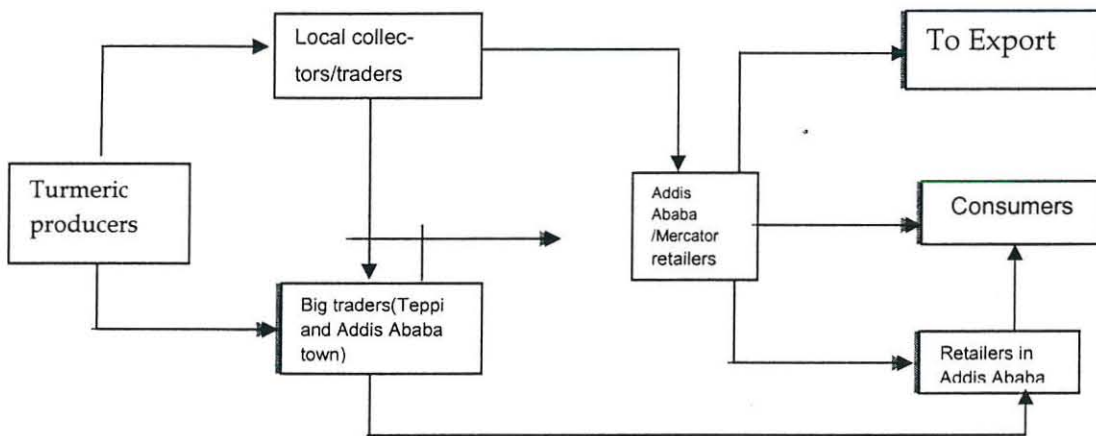 Local collec-
tors/traders
To Export
Turmeric
producers
Addis
Ababa
/Mercator
retailers
Consumers
Big traders(Teppi
and Addis Ababa
town)
Retailers in
Addis Ababa